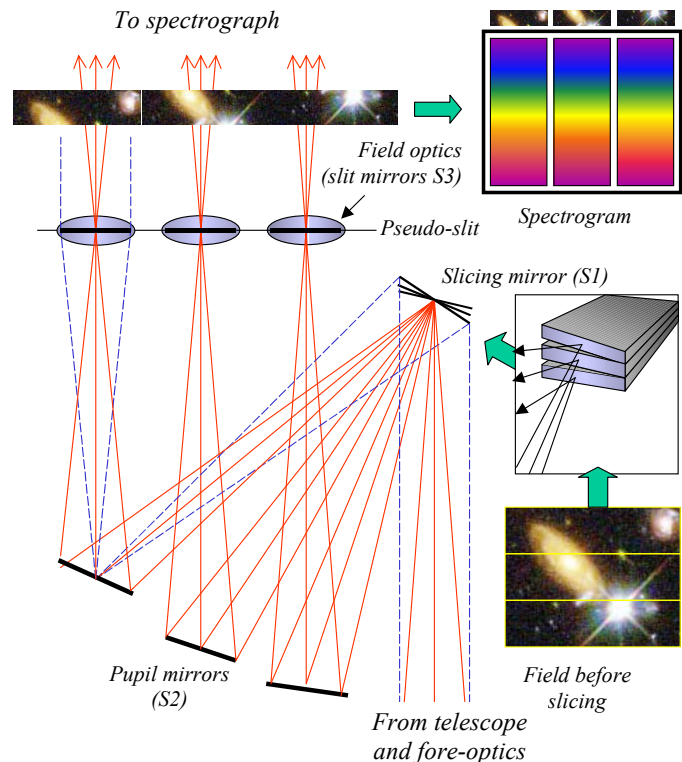 To spectrograph
Field optics
(slit mirrors S3)
Pseudo-slit
Spectrogram
Slicing mirror (S1)
Pupil mirrors
(S2)
Field before
slicing
From telescope
and fore-optics